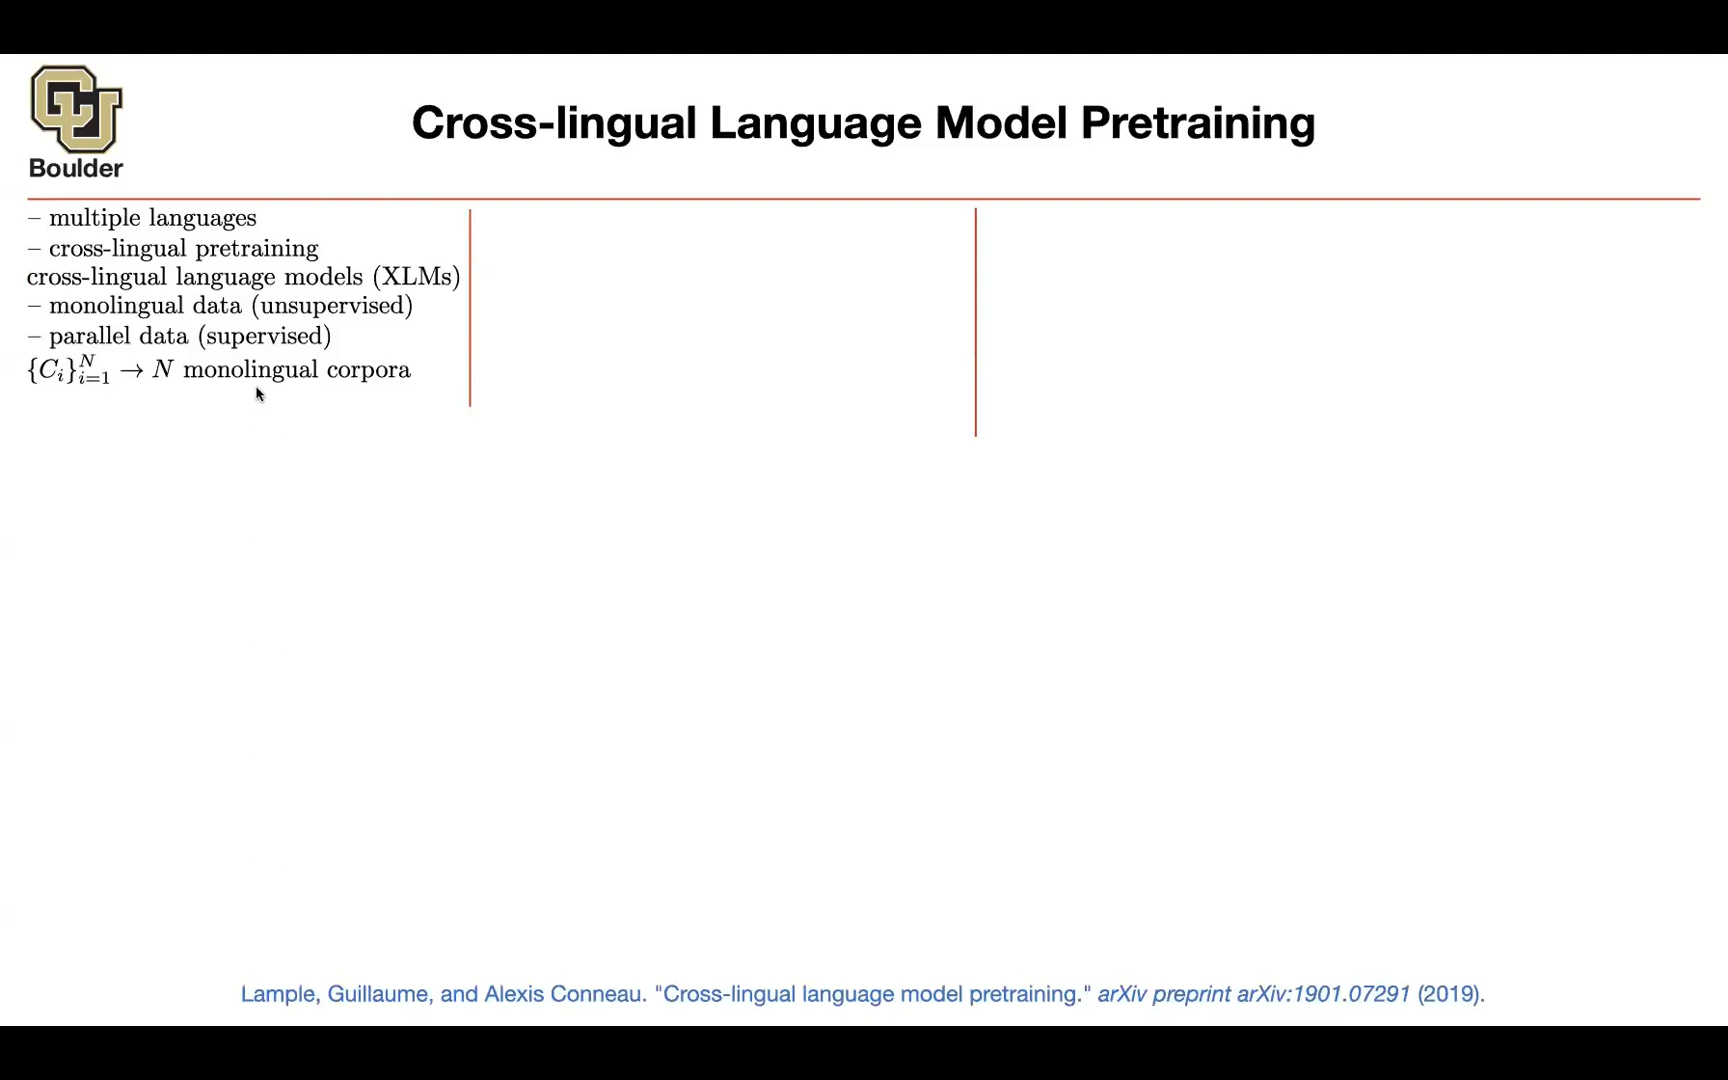 CU
Boulder
Cross-lingual Language Model Pretraining
– multiple languages
– cross-lingual pretraining
cross-lingual language models (XLMs)
– monolingual data (unsupervised)
– parallel data (supervised)
$\{C_i\}_{i=1}^{N} \rightarrow N$ monolingual corpora
Lample, Guillaume, and Alexis Conneau. "Cross-lingual language model pretraining." arXiv preprint arXiv:1901.07291 (2019).